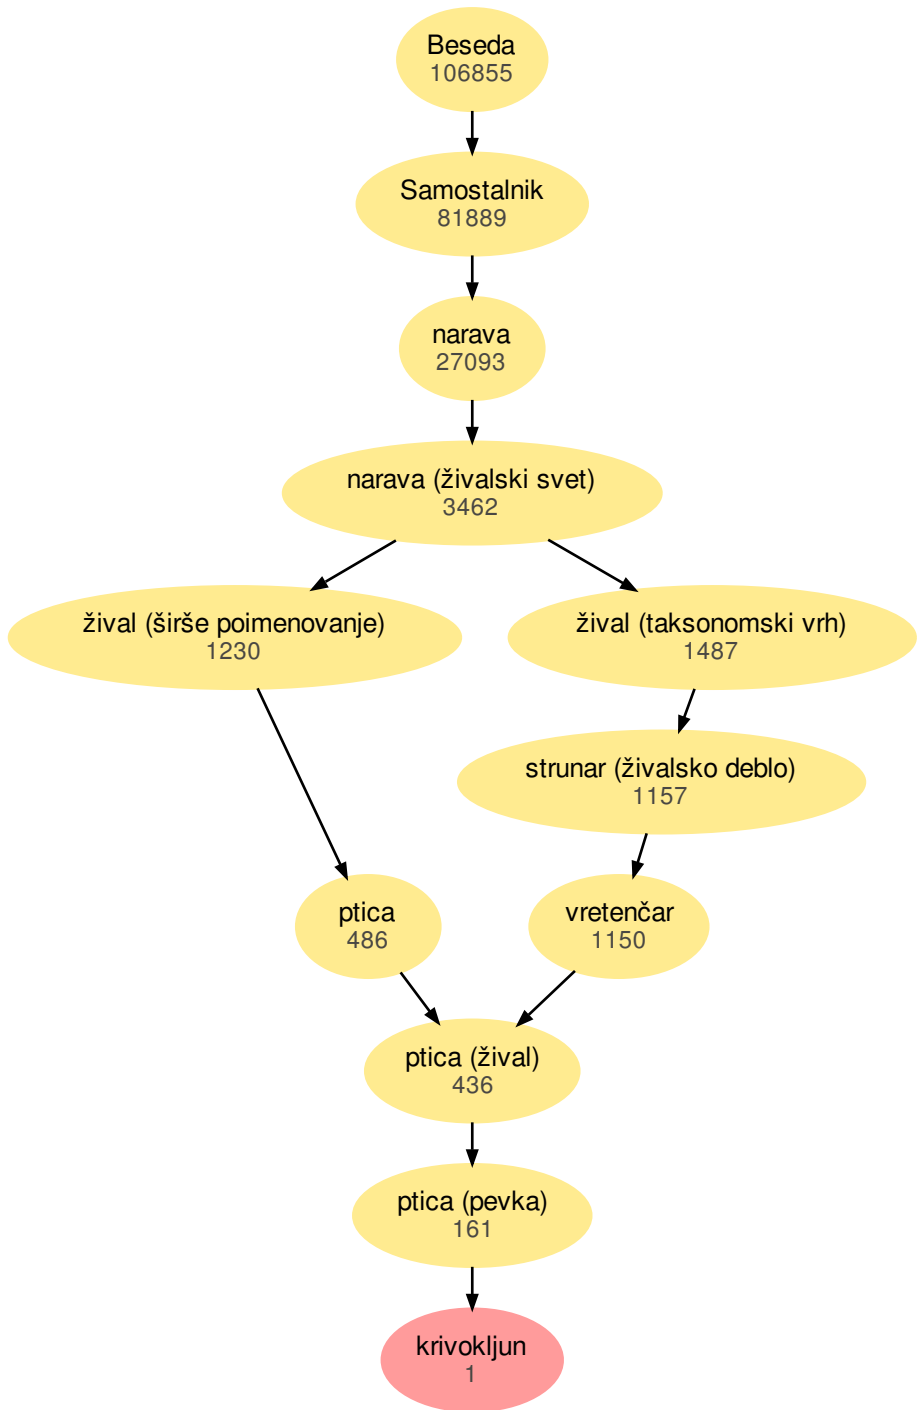 Beseda
106855
Samostalnik
81889
narava
27093
narava (živalski svet)
3462
žival (širše poimenovanje)
1230
žival (taksonomski vrh)
1487
strunar (živalsko deblo)
1157
ptica
486
vretenčar
1150
ptica (žival)
436
ptica (pevka)
161
krivokljun
1